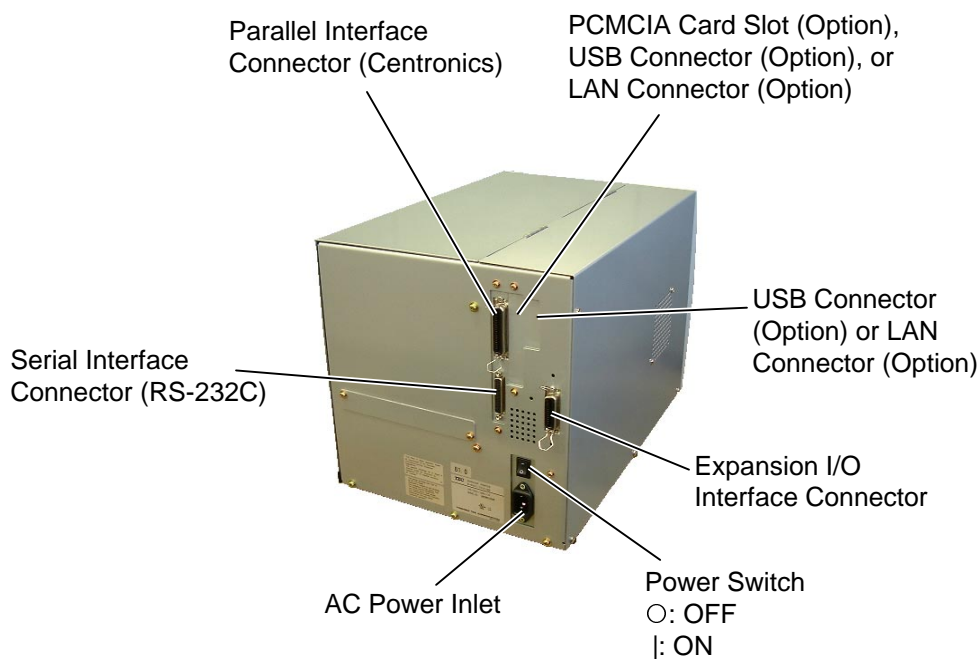 Parallel Interface
Connector (Centronics)
PCMCIA Card Slot (Option),
USB Connector (Option), or
LAN Connector (Option)
USB Connector
(Option) or LAN
Connector (Option)
Serial Interface
Connector (RS-232C)
Expansion I/O
Interface Connector
AC Power Inlet
Power Switch
○: OFF
|: ON